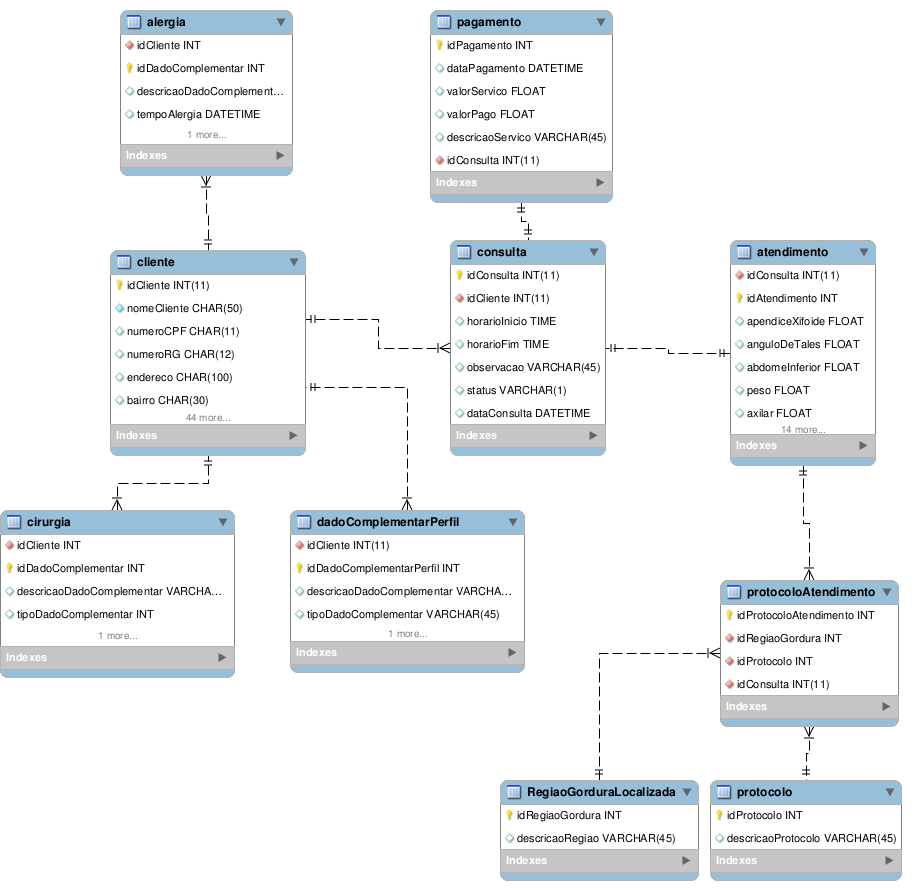 alergia
idCliente INT
idDadoComplementar INT
descricaoDadoComplement...
tempoAlergia DATETIME
1 more...
Indexes
pagamento
idPagamento INT
dataPagamento DATETIME
valorServico FLOAT
valorPago FLOAT
descricaoServico VARCHAR(45)
idConsulta INT(11)
Indexes
cliente
idCliente INT(11)
nomeCliente CHAR(50)
numeroCPF CHAR(11)
numeroRG CHAR(12)
endereco CHAR(100)
bairro CHAR(30)
44 more...
Indexes
consulta
idConsulta INT(11)
idCliente INT(11)
horarioInicio TIME
horarioFim TIME
observacao VARCHAR(45)
status VARCHAR(1)
dataConsulta DATETIME
Indexes
atendimento
idConsulta INT(11)
idAtendimento INT
apendiceXifoide FLOAT
anguloDeTales FLOAT
abdomeInferior FLOAT
peso FLOAT
axilar FLOAT
14 more...
Indexes
cirurgia
idCliente INT
idDadoComplementar INT
descricaoDadoComplementar VARCHA...
tipoDadoComplementar INT
1 more...
Indexes
dadoComplementarPerfil
idCliente INT(11)
idDadoComplementarPerfil INT
descricaoDadoComplementar VARCHA...
tipoDadoComplementar VARCHAR(45)
1 more...
Indexes
protocoloAtendimento
idProtocoloAtendimento INT
idRegiaoGordura INT
idProtocolo INT
idConsulta INT(11)
Indexes
RegiaoGorduraLocalizada
idRegiaoGordura INT
descricaoRegiao VARCHAR(45)
Indexes
protocolo
idProtocolo INT
descricaoProtocolo VARCHAR(45)
Indexes